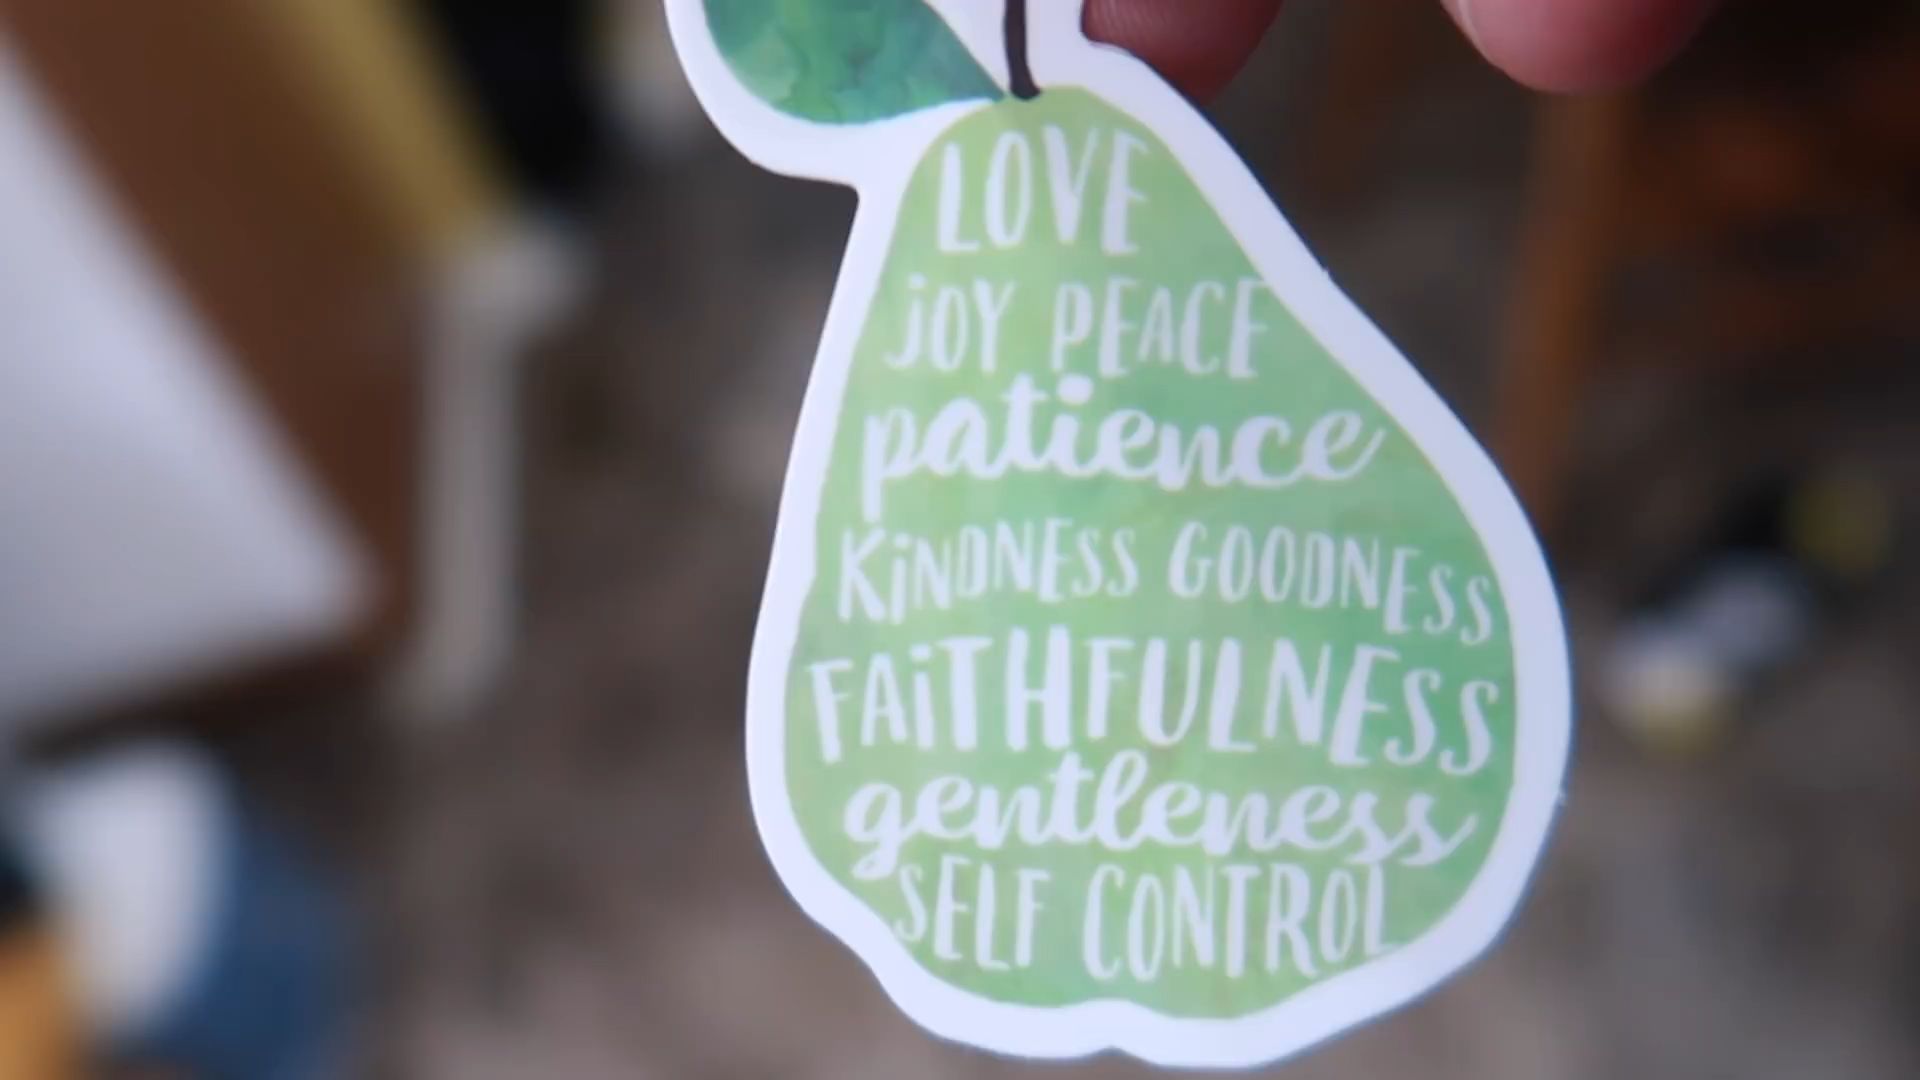 LOVE
jOY PEACE
patience
KiNDNESS GOODNESS
FAiTHFULNESS
gentleness
SELF CONTROL